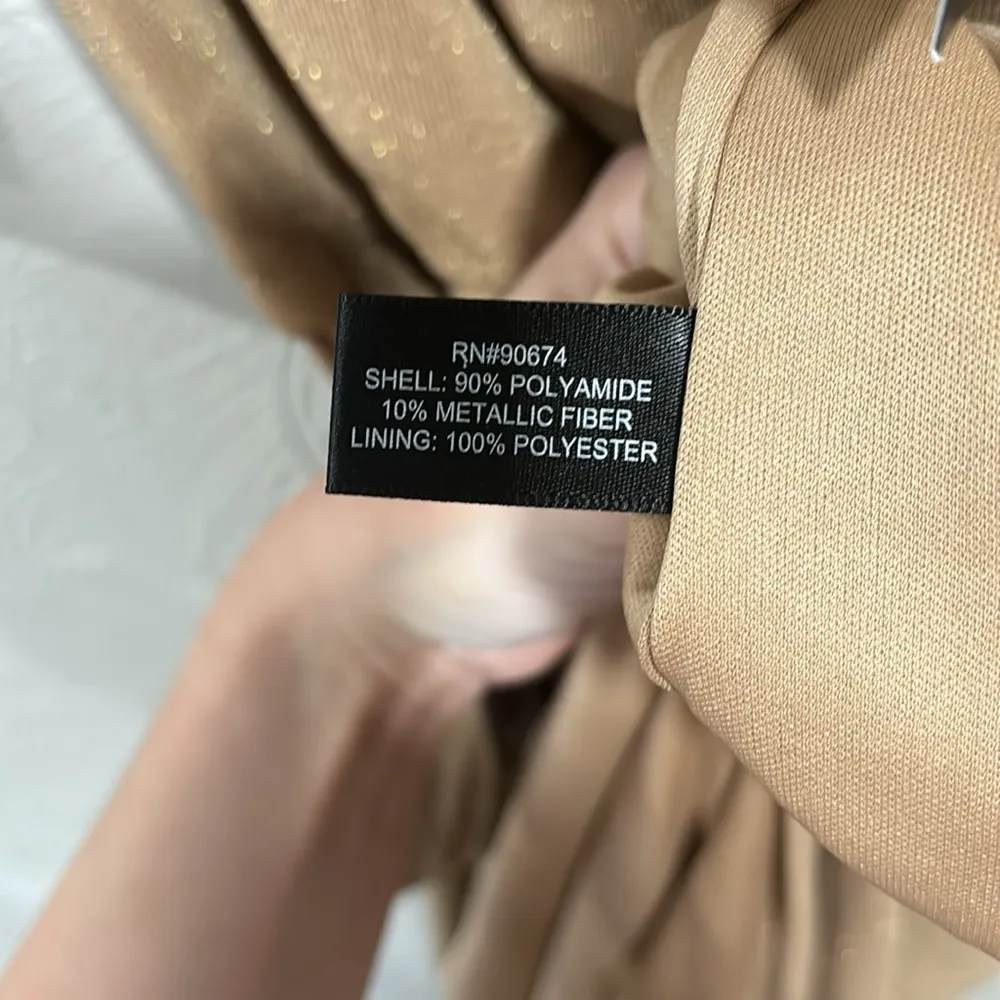 RN#90674
SHELL: 90% POLYAMIDE
10% METALLIC FIBER
LINING: 100% POLYESTER